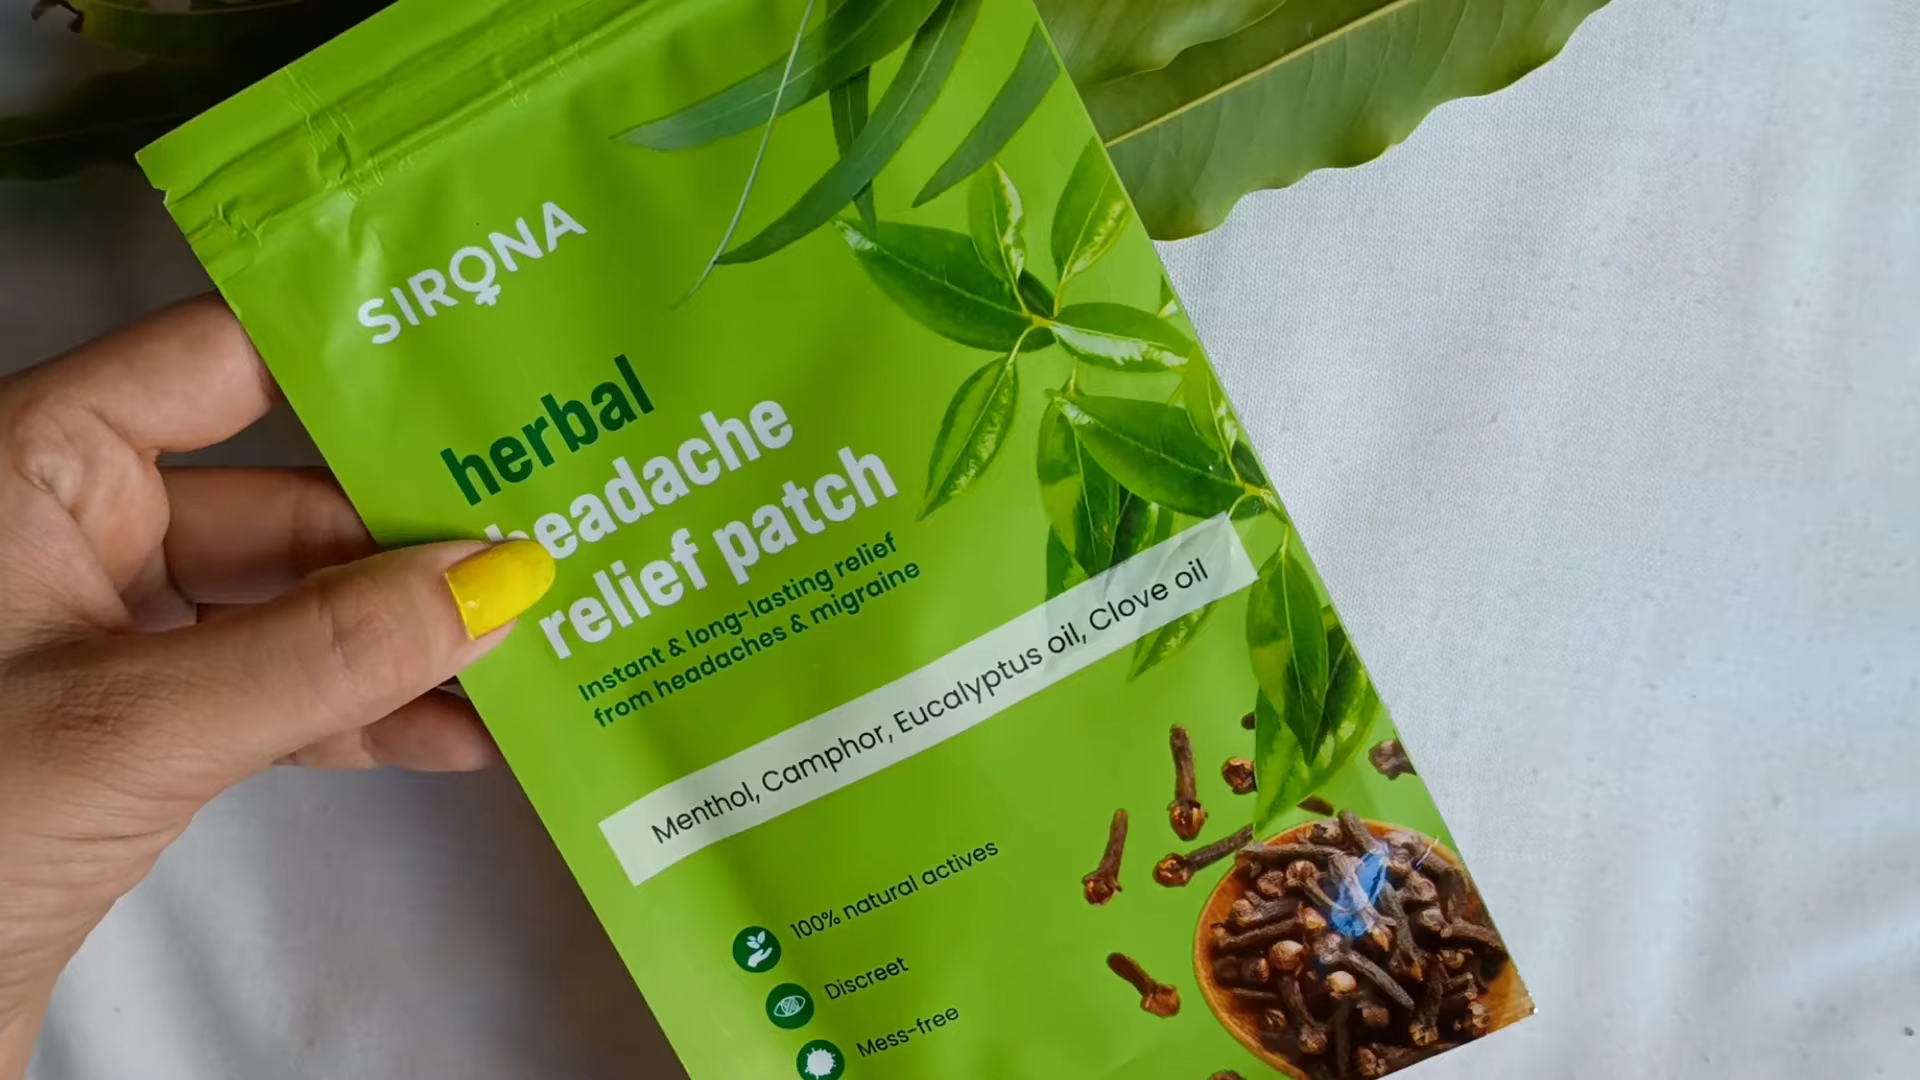 SIRONA
herbal
headache
relief patch
Instant & long-lasting relief
from headaches & migraine
Menthol, Camphor, Eucalyptus oil, Clove oil
100% natural actives
Discreet
Mess-free